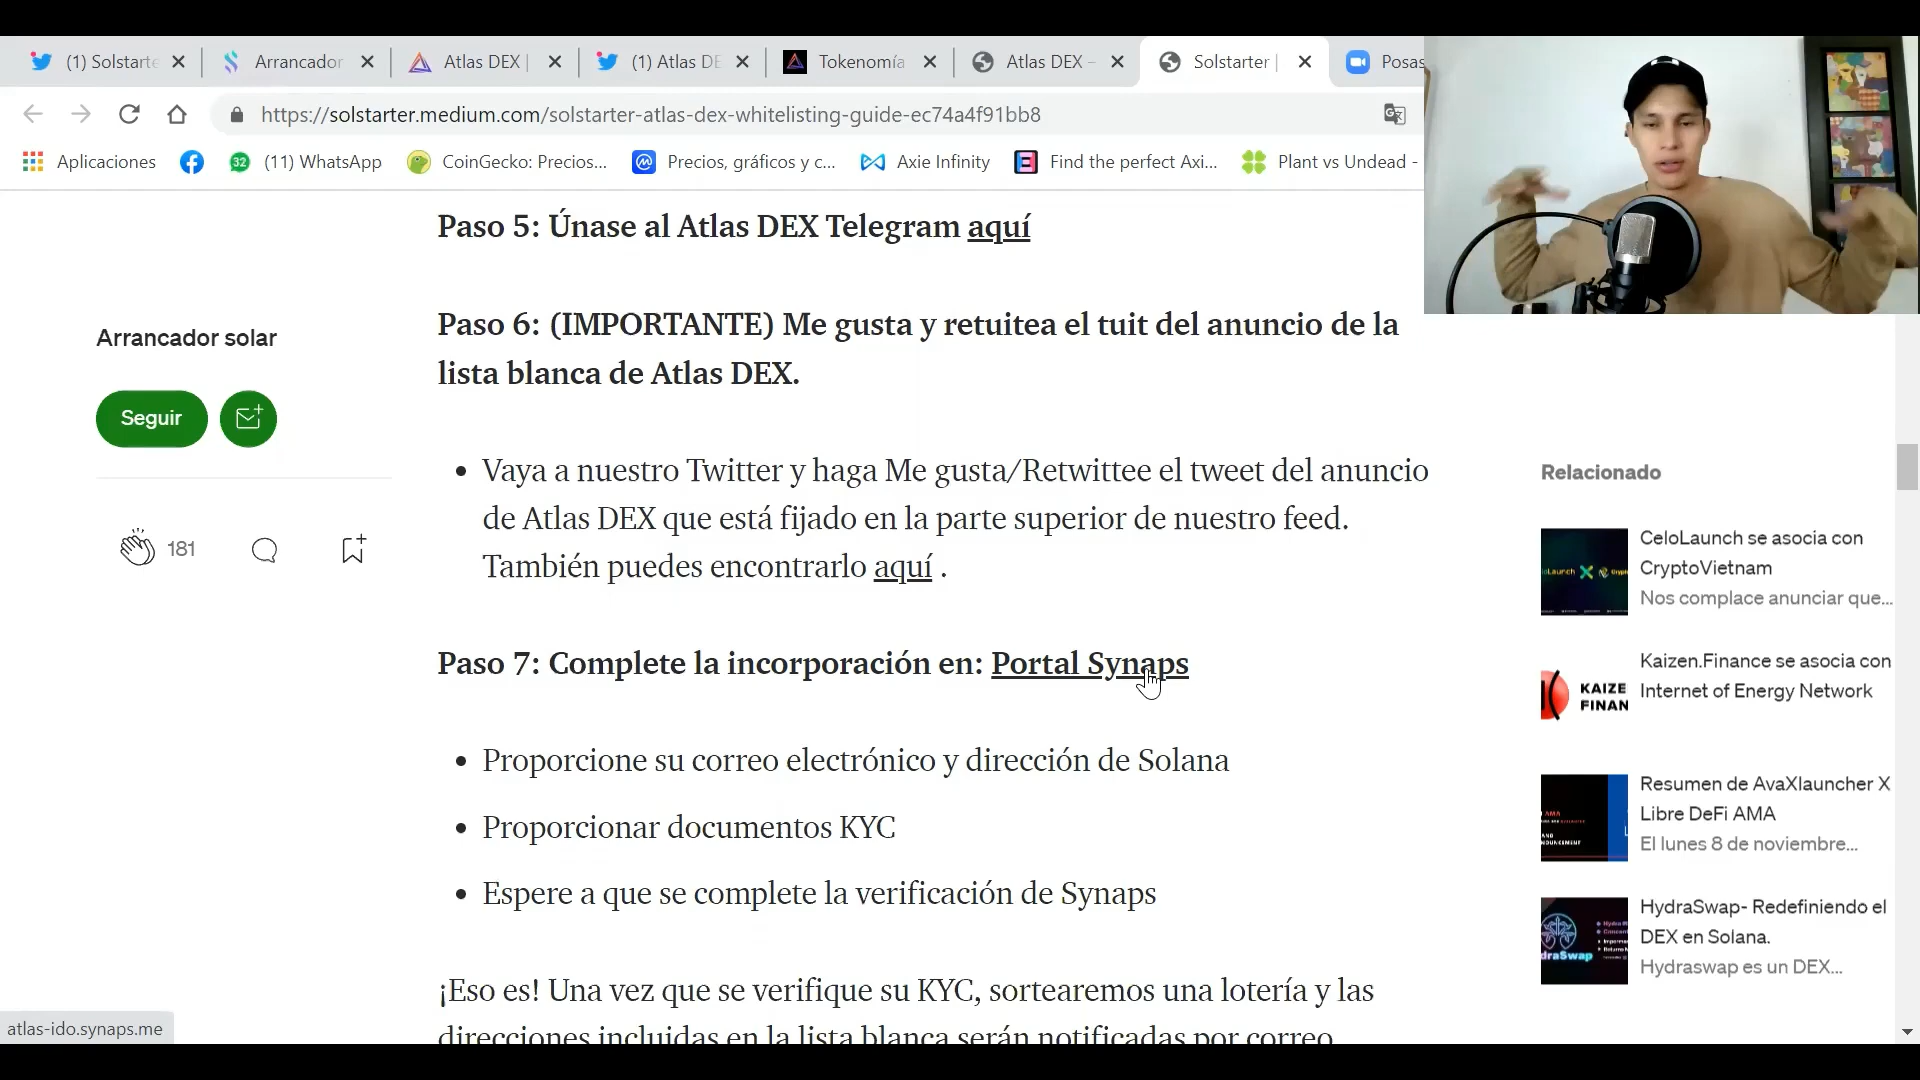 (1) Solstarte
Arrancador
Atlas DEX |
(1) Atlas DE
Tokenomía
Atlas DEX –
Solstarter |
Posas
https://solstarter.medium.com/solstarter-atlas-dex-whitelisting-guide-ec74a4f91bb8
Aplicaciones
32
(11) WhatsApp
CoinGecko: Precios...
Precios, gráficos y c...
Axie Infinity
Find the perfect Axi...
Plant vs Undead -
Paso 5: Únase al Atlas DEX Telegram aquí
Arrancador solar
Seguir
181
Paso 6: (IMPORTANTE) Me gusta y retuitea el tuit del anuncio de la
lista blanca de Atlas DEX.
• Vaya a nuestro Twitter y haga Me gusta/Retwittee el tweet del anuncio
de Atlas DEX que está fijado en la parte superior de nuestro feed.
También puedes encontrarlo aquí .
Paso 7: Complete la incorporación en: Portal Synaps
• Proporcione su correo electrónico y dirección de Solana
• Proporcionar documentos KYC
• Espere a que se complete la verificación de Synaps
¡Eso es! Una vez que se verifique su KYC, sortearemos una lotería y las
direcciones incluidas en la lista blanca serán notificadas por correo
Relacionado
CeloLaunch se asocia con
CryptoVietnam
Nos complace anunciar que...
KAIZE
FINAN
Kaizen.Finance se asocia con
Internet of Energy Network
Resumen de AvaXlauncher X
Libre DeFi AMA
El lunes 8 de noviembre...
draSwap
HydraSwap- Redefiniendo el
DEX en Solana.
Hydraswap es un DEX...
atlas-ido.synaps.me